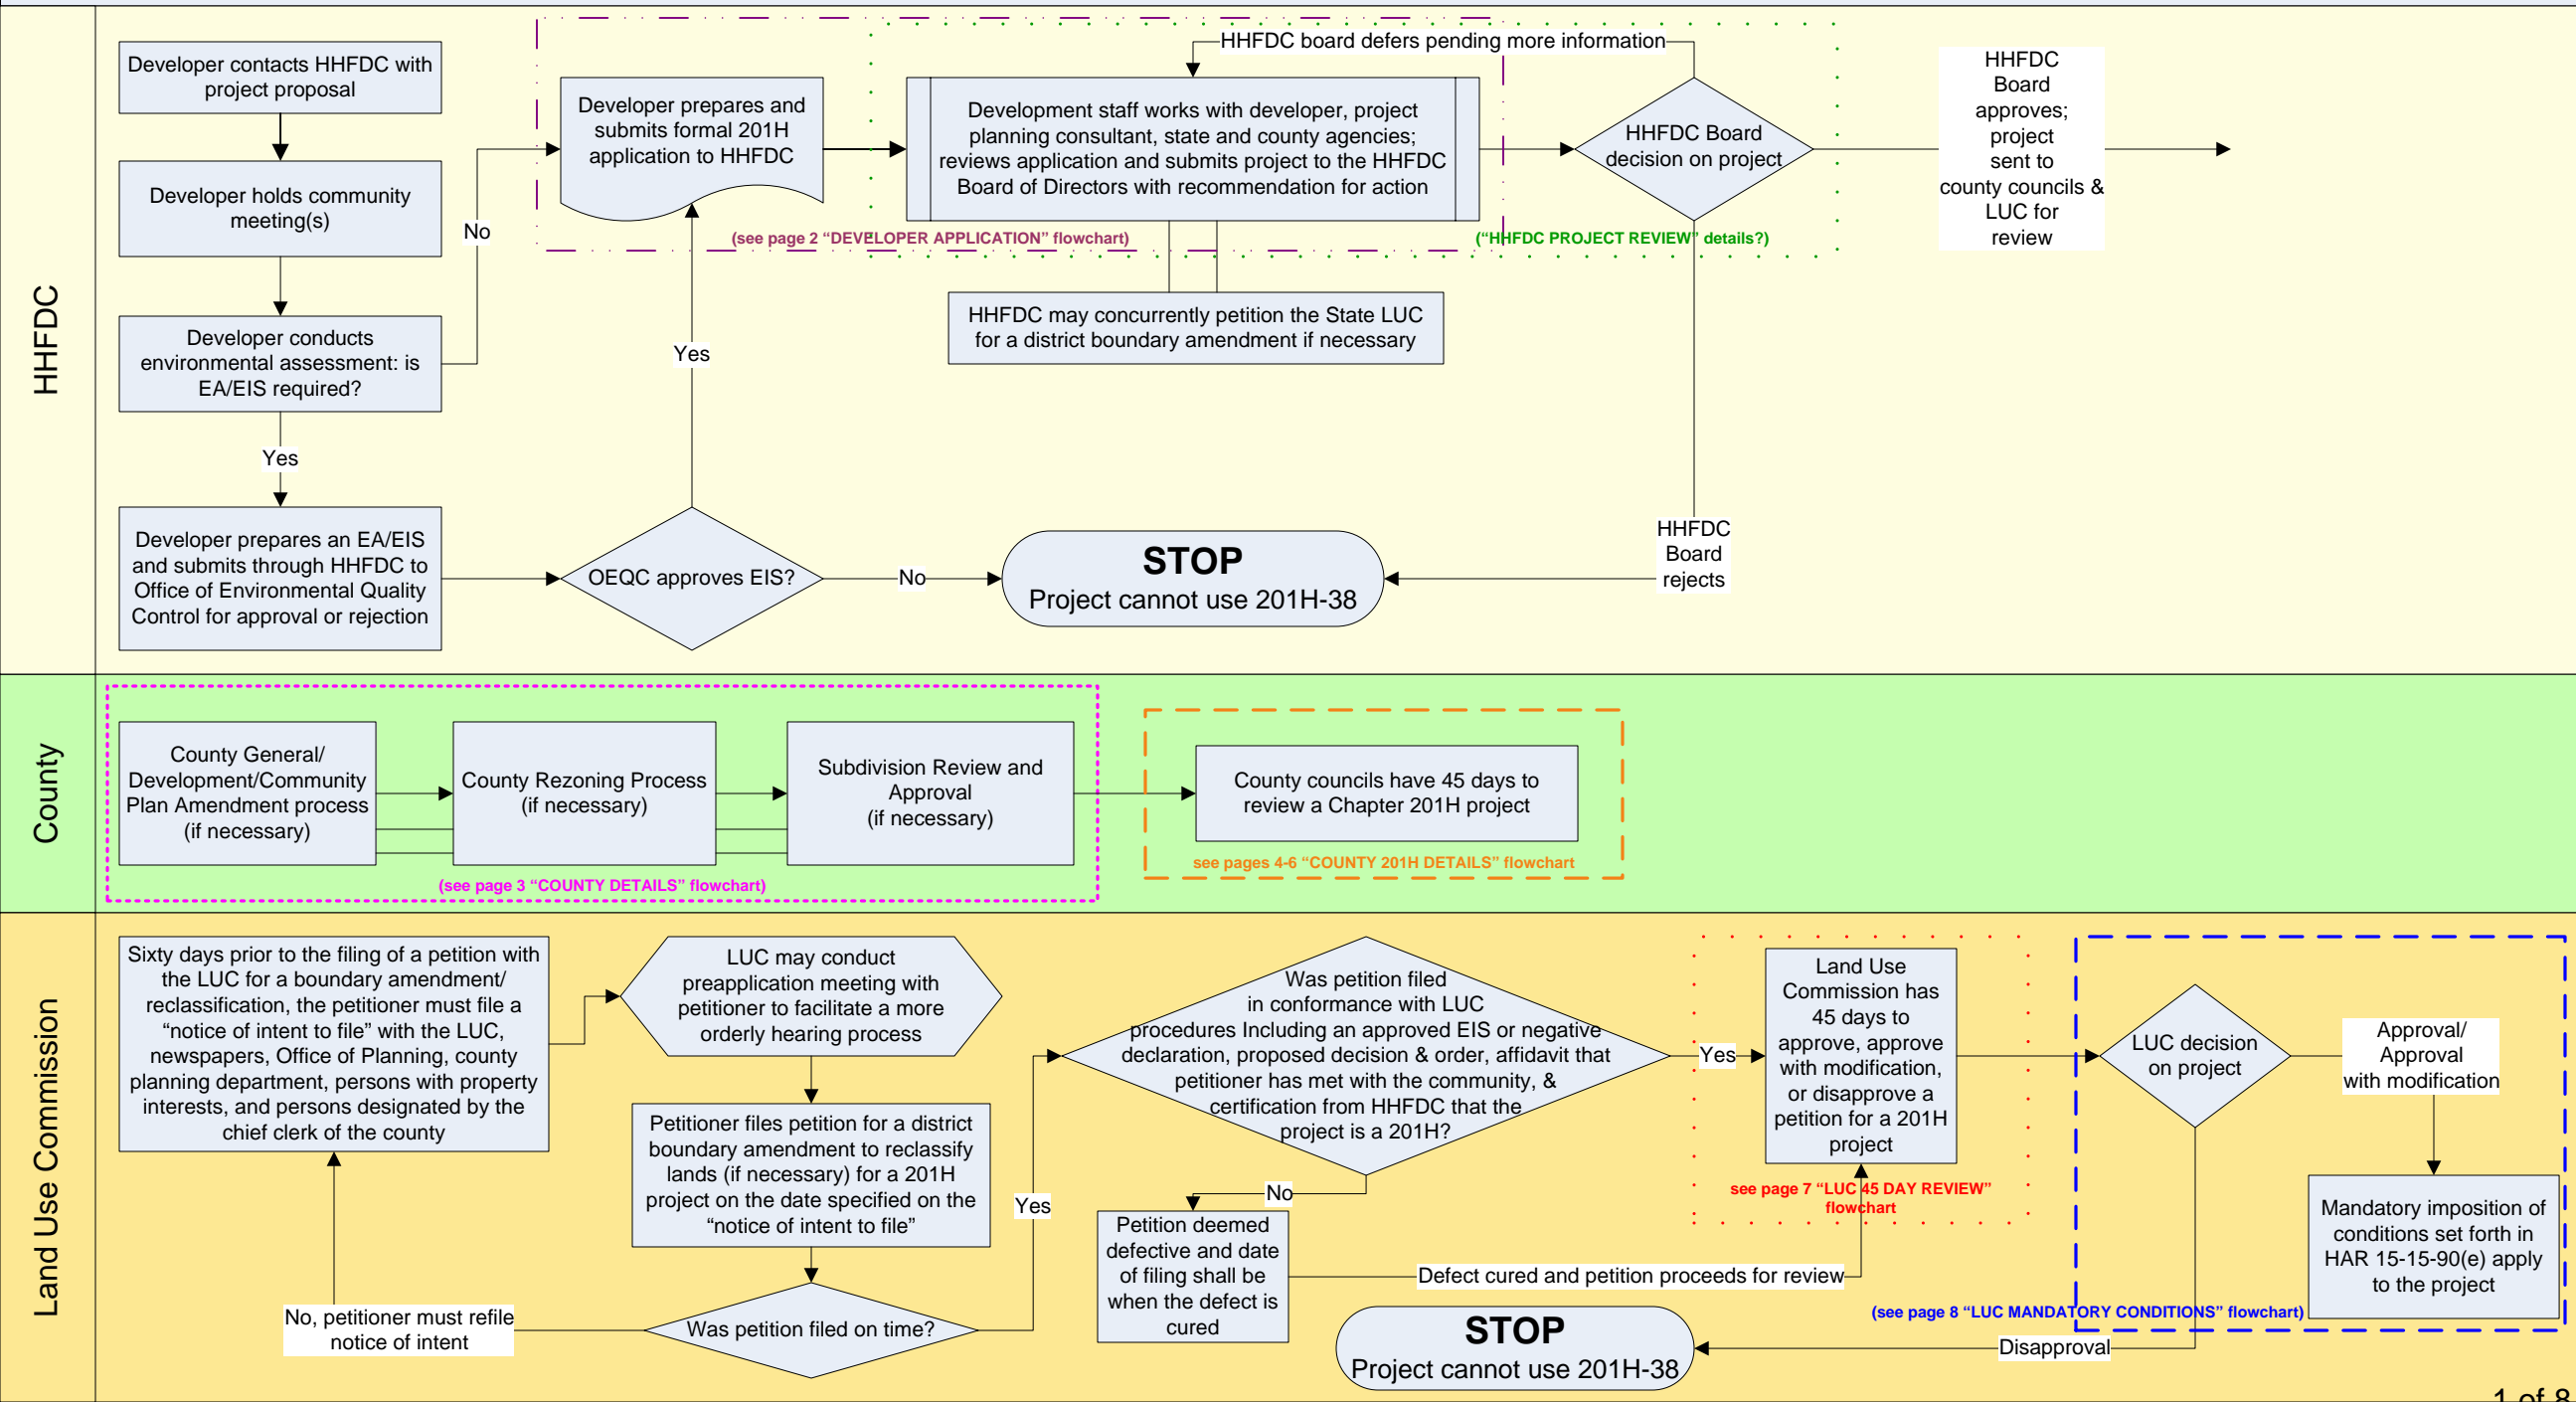 HHFDC
Developer contacts HHFDC with
project proposal
Developer holds community
meeting(s)
Developer conducts
environmental assessment: is
EA/EIS required?
No
Yes
Developer prepares an EA/EIS
and submits through HHFDC to
Office of Environmental Quality
Control for approval or rejection
Developer prepares and
submits formal 201H
application to HHFDC
(see page 2 “DEVELOPER APPLICATION” flowchart)
Yes
OEQC approves EIS?
No
STOP
Project cannot use 201H-38
HHFDC board defers pending more information
Development staff works with developer, project
planning consultant, state and county agencies;
reviews application and submits project to the HHFDC
Board of Directors with recommendation for action
HHFDC may concurrently petition the State LUC
for a district boundary amendment if necessary
HHFDC Board
decision on project
(“HHFDC PROJECT REVIEW” details?)
HHFDC
Board
rejects
HHFDC
Board
approves;
project
sent to
county councils &
LUC for
review
County
County General/
Development/Community
Plan Amendment process
(if necessary)
County Rezoning Process
(if necessary)
Subdivision Review and
Approval
(if necessary)
(see page 3 “COUNTY DETAILS” flowchart)
County councils have 45 days to
review a Chapter 201H project
see pages 4-6 “COUNTY 201H DETAILS” flowchart
Land Use Commission
Sixty days prior to the filing of a petition with
the LUC for a boundary amendment/
reclassification, the petitioner must file a
“notice of intent to file” with the LUC,
newspapers, Office of Planning, county
planning department, persons with property
interests, and persons designated by the
chief clerk of the county
LUC may conduct
preapplication meeting with
petitioner to facilitate a more
orderly hearing process
Petitioner files petition for a district
boundary amendment to reclassify
lands (if necessary) for a 201H
project on the date specified on the
“notice of intent to file”
Was petition filed on time?
No, petitioner must refile
notice of intent
Yes
Was petition filed
in conformance with LUC
procedures Including an approved EIS or negative
declaration, proposed decision & order, affidavit that
petitioner has met with the community, &
certification from HHFDC that the
project is a 201H?
No
Petition deemed
defective and date
of filing shall be
when the defect is
cured
Defect cured and petition proceeds for review
Yes
Land Use
Commission has
45 days to
approve, approve
with modification,
or disapprove a
petition for a 201H
project
see page 7 “LUC 45 DAY REVIEW”
flowchart
LUC decision
on project
Approval/
Approval
with modification
Mandatory imposition of
conditions set forth in
HAR 15-15-90(e) apply
to the project
(see page 8 “LUC MANDATORY CONDITIONS” flowchart)
Disapproval
STOP
Project cannot use 201H-38
1 of 8